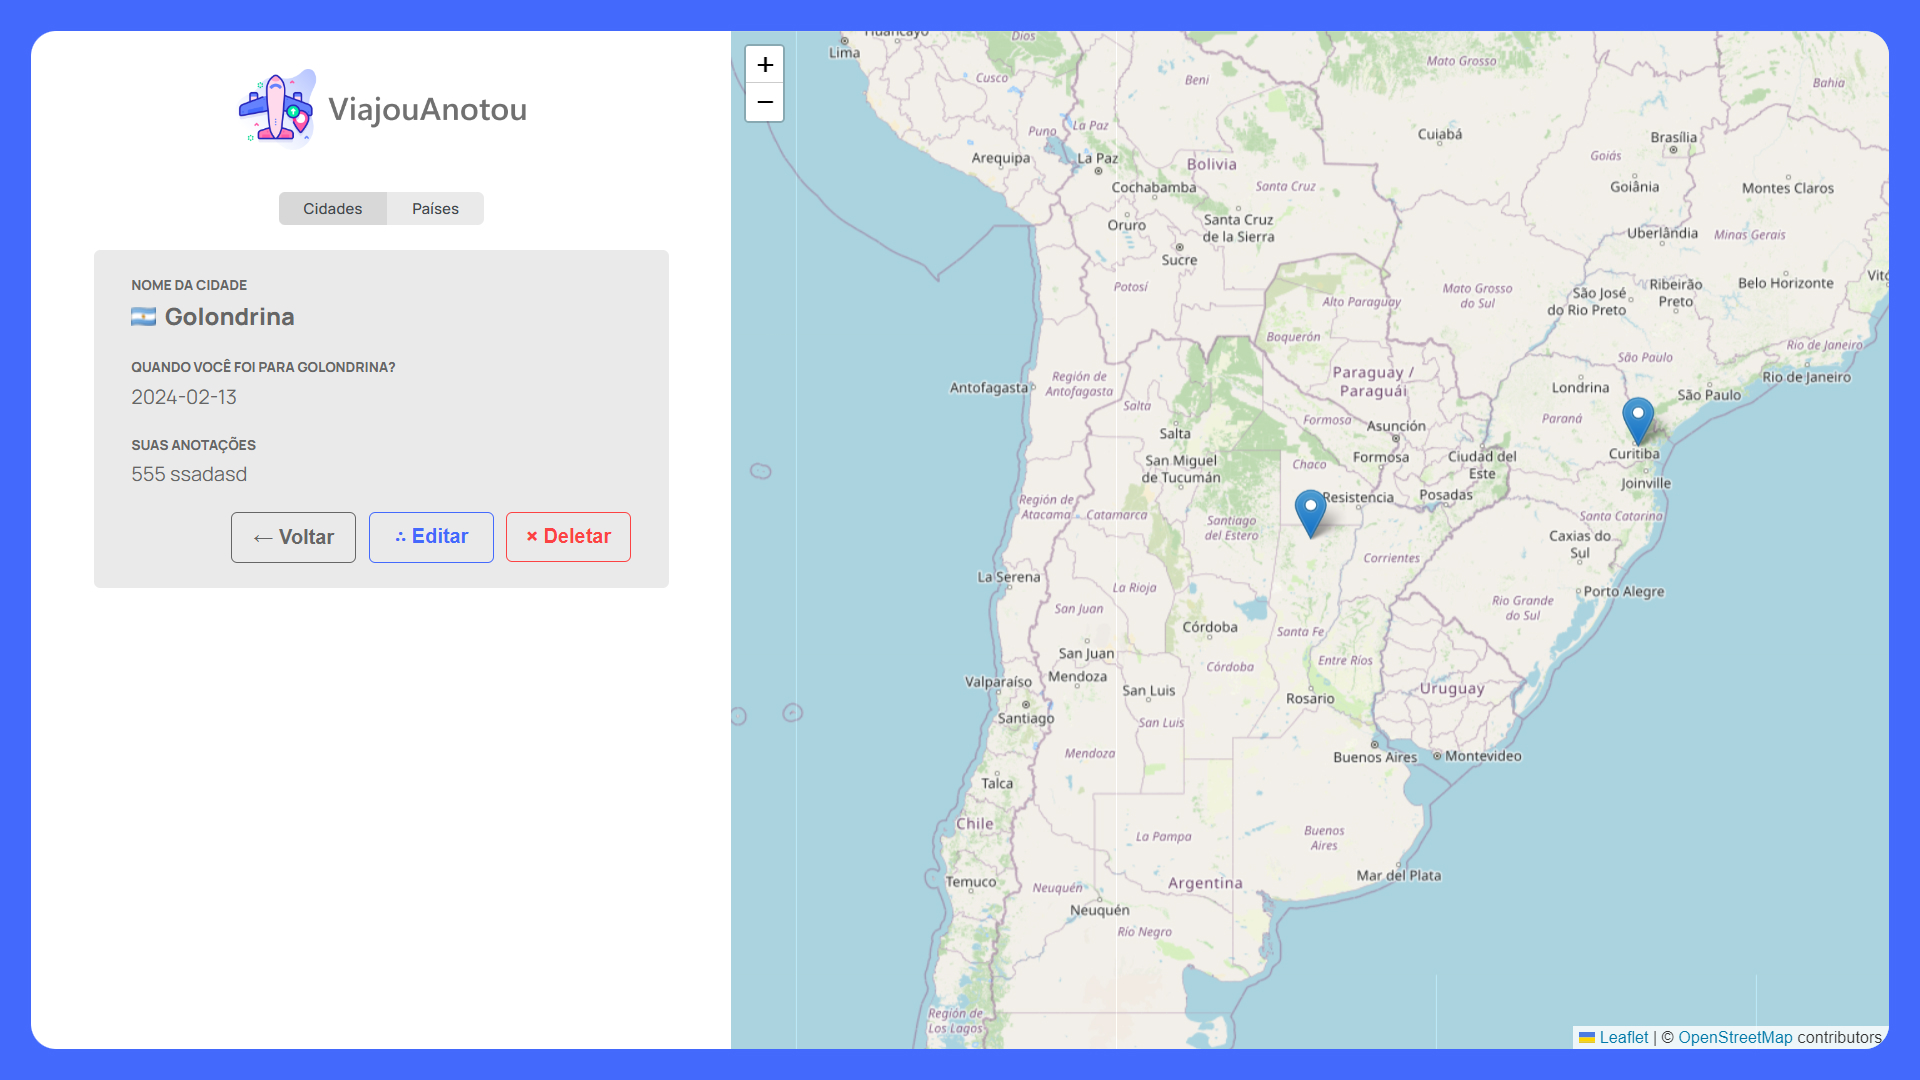 ViajouAnotou
Cidades
Países
NOME DA CIDADE
Golondrina
QUANDO VOCÊ FOI PARA GOLONDRINA?
2024-02-13
SUAS ANOTAÇÕES
555 ssadasd
← Voltar
∴ Editar
× Deletar
+
−
Huancayo
Dios
Lima
Cusco
Beni
Mato Grosso
Bahia
Puno
La Paz
Cuiabá
Brasília
Arequipa
La Paz
Bolivia
Goiás
Cochabamba
Santa Cruz
Goiânia
Montes Claros
Oruro
Santa Cruz
de la Sierra
Uberlândia
Minas Gerais
Sucre
Potosí
Mato Grosso
do Sul
São José
do Rio Preto
Ribeirão
Preto
Belo Horizonte
Alto Paraguay
Boquerón
Rio de Janeiro
São Paulo
Antofagasta
Región de
Antofagasta
Paraguay /
Paraguái
Londrina
Rio de Janeiro
São Paulo
Salta
Formosa
Paraná
Salta
Asunción
Curitiba
San Miguel
de Tucumán
Chaco
Formosa
Ciudad del
Este
Joinville
Región de
Atacama
Catamarca
Santiago
del Estero
Resistencia
Posadas
Santa Catarina
Caxias do
Sul
Corrientes
La Serena
La Rioja
Porto Alegre
San Juan
Rio Grande
do Sul
Córdoba
Santa Fe
San Juan
Entre Ríos
Valparaíso
Mendoza
San Luis
Córdoba
Rosario
Uruguay
Santiago
San Luis
Mendoza
Buenos Aires
Montevideo
Talca
Chile
La Pampa
Buenos
Aires
Temuco
Neuquén
Argentina
Mar del Plata
Neuquén
Río Negro
Región de
Los Lagos
Leaflet | © OpenStreetMap contributors